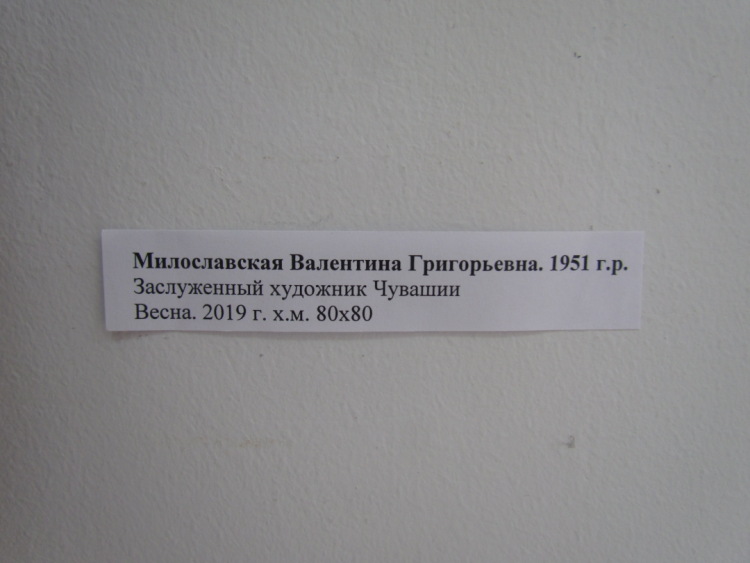 Милославская Валентина Григорьевна. 1951 г.р.
Заслуженный художник Чувашии
Весна. 2019 г. х.м. 80х80